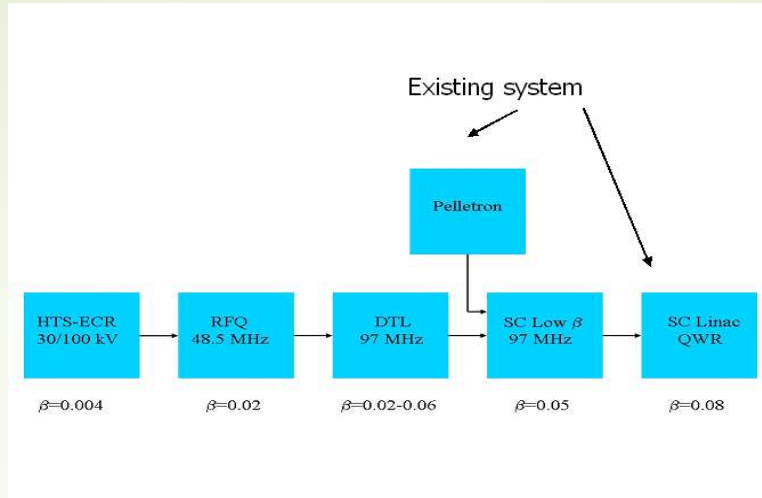 Existing system
Pelletron
HTS-ECR
30/100 kV
RFQ
48.5 MHz
DTL
97 MHz
SC Low β
97 MHz
SC Linac
QWR
β=0.004
β=0.02
β=0.02-0.06
β=0.05
β=0.08